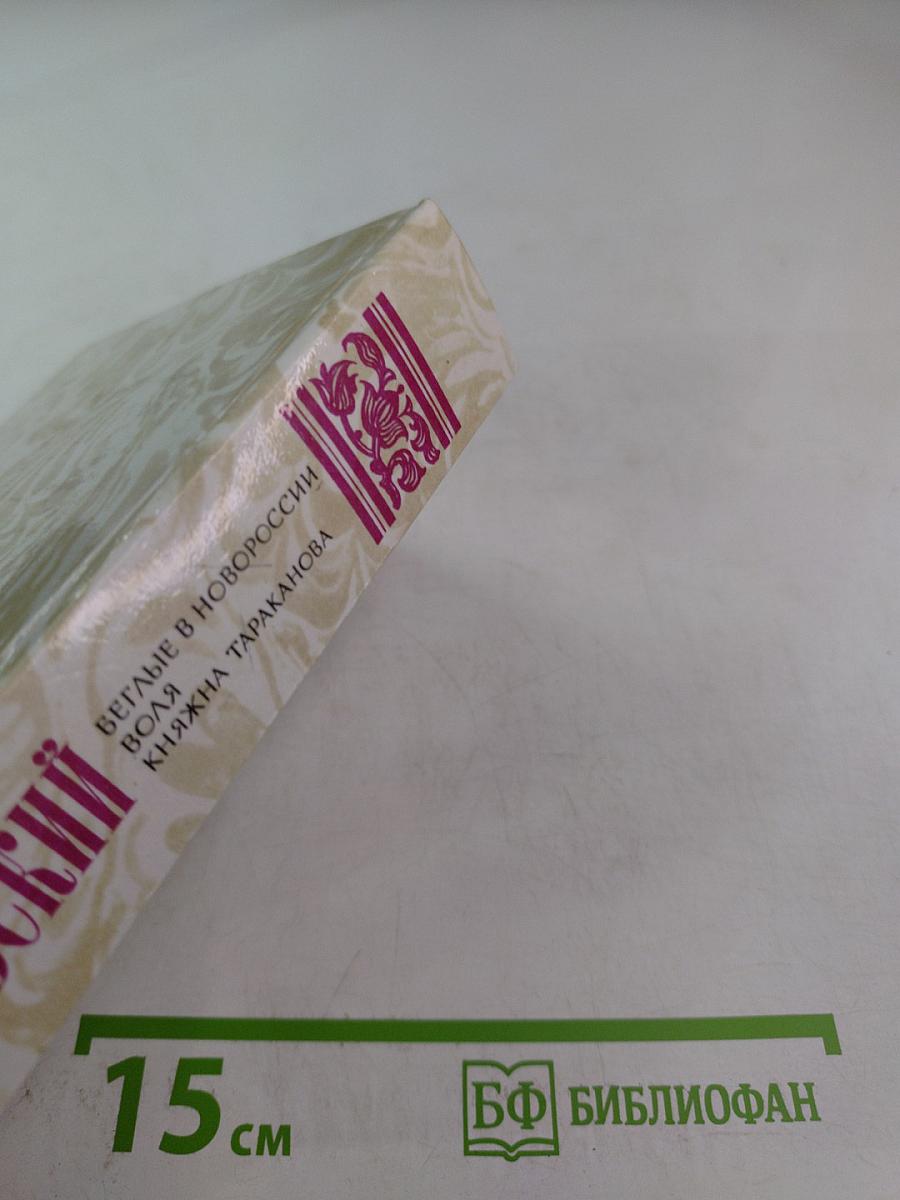 БЕГЛЫЕ В НОВОРОССИИ
ВОЛЯ
КНЯЖНА ТАРАКАНОВА
СКИЙ
15 см
БФ БИБЛИОФАН